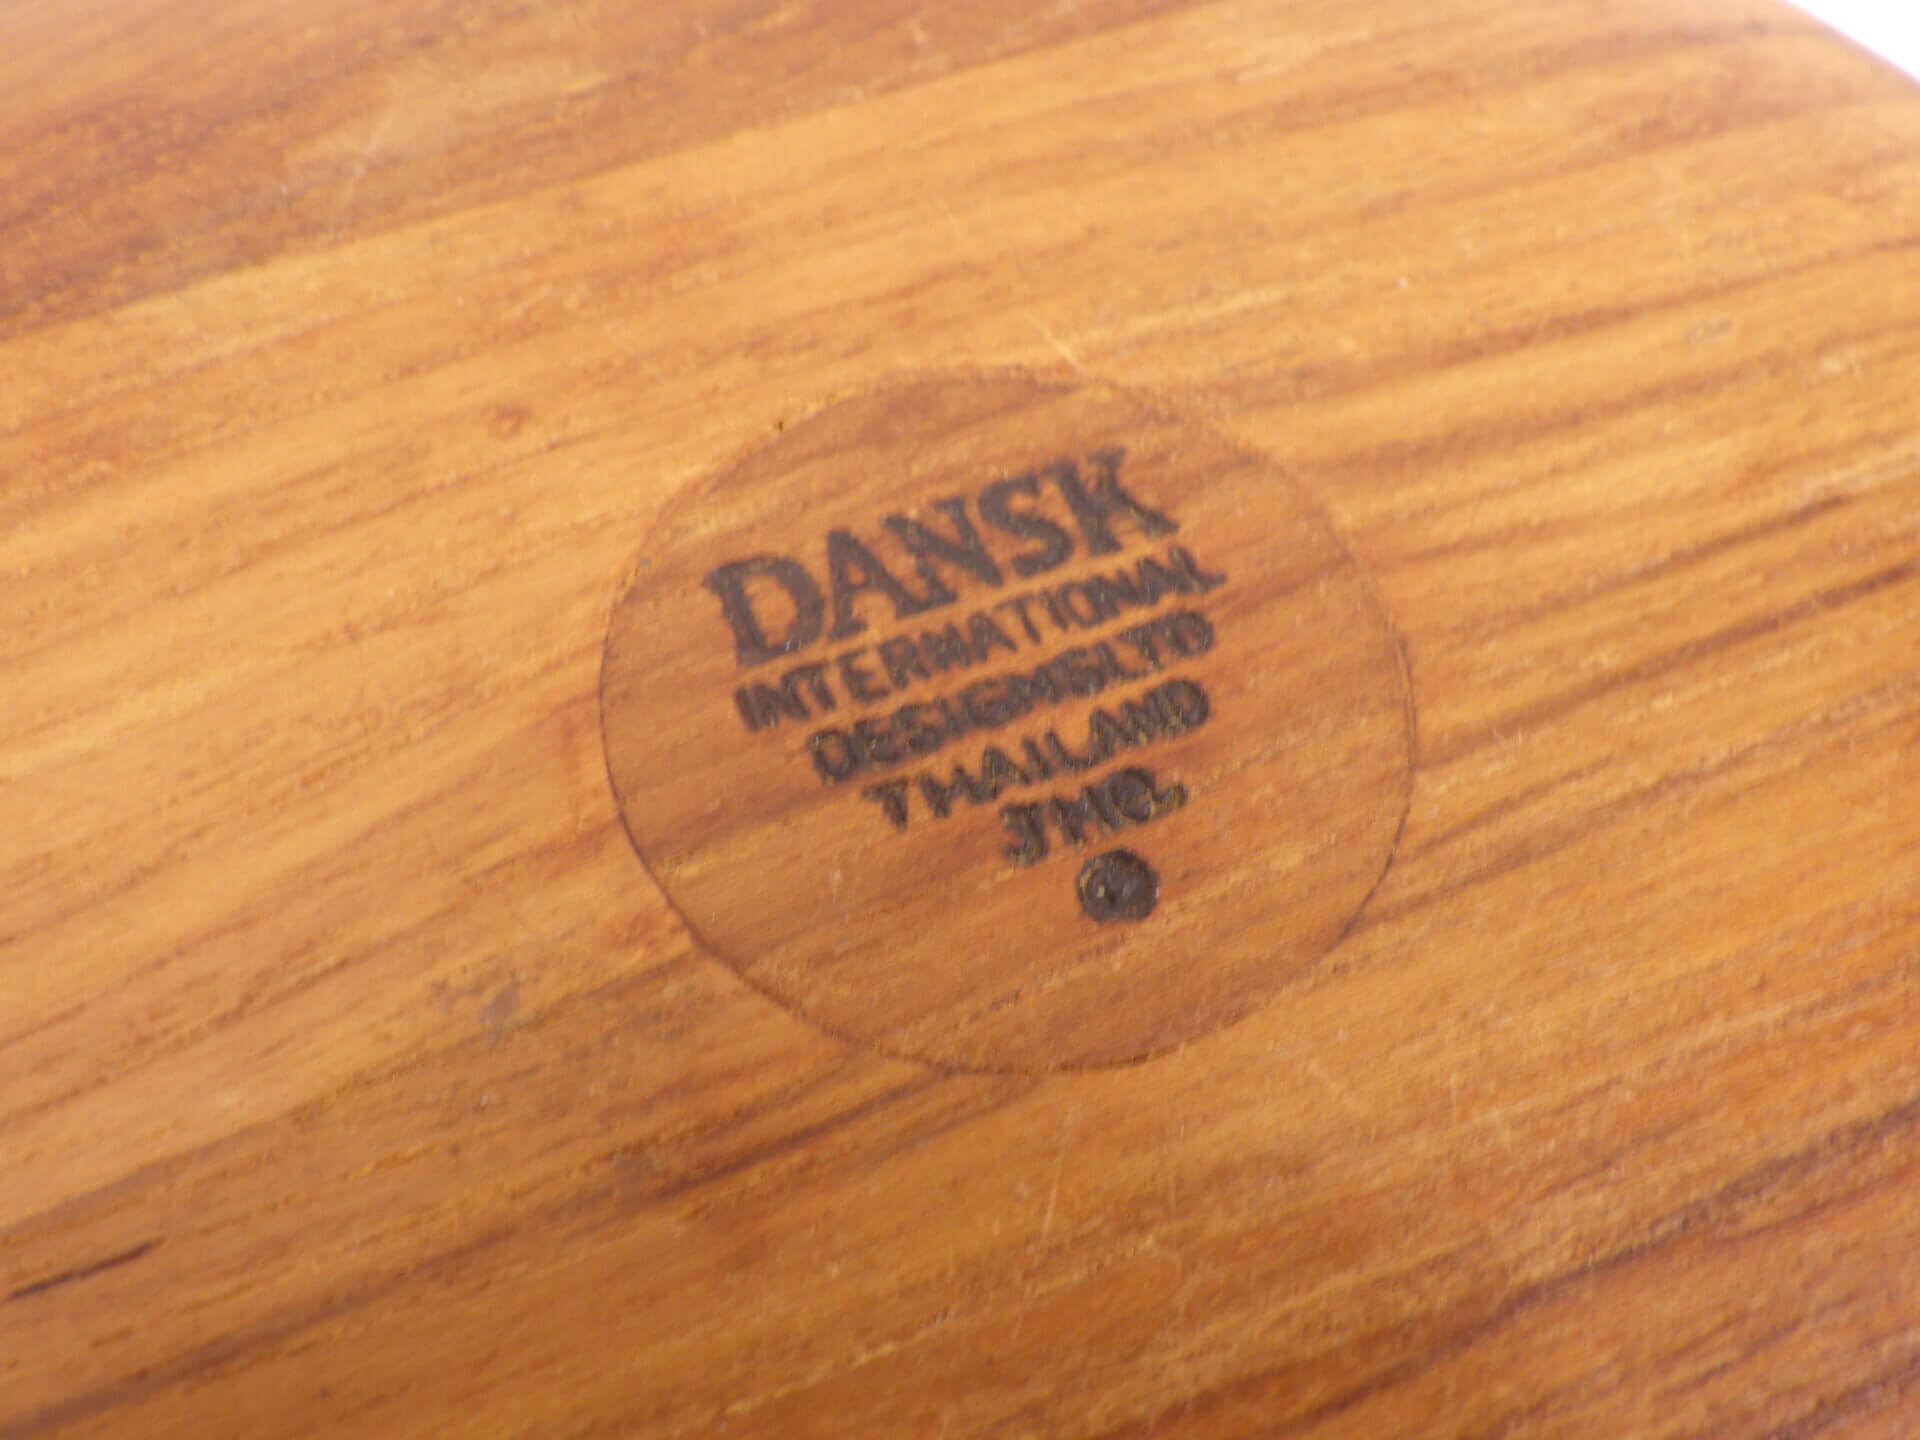 DANSK
INTERNATIONAL
DESIGNS LTD
THAILAND
JHQ